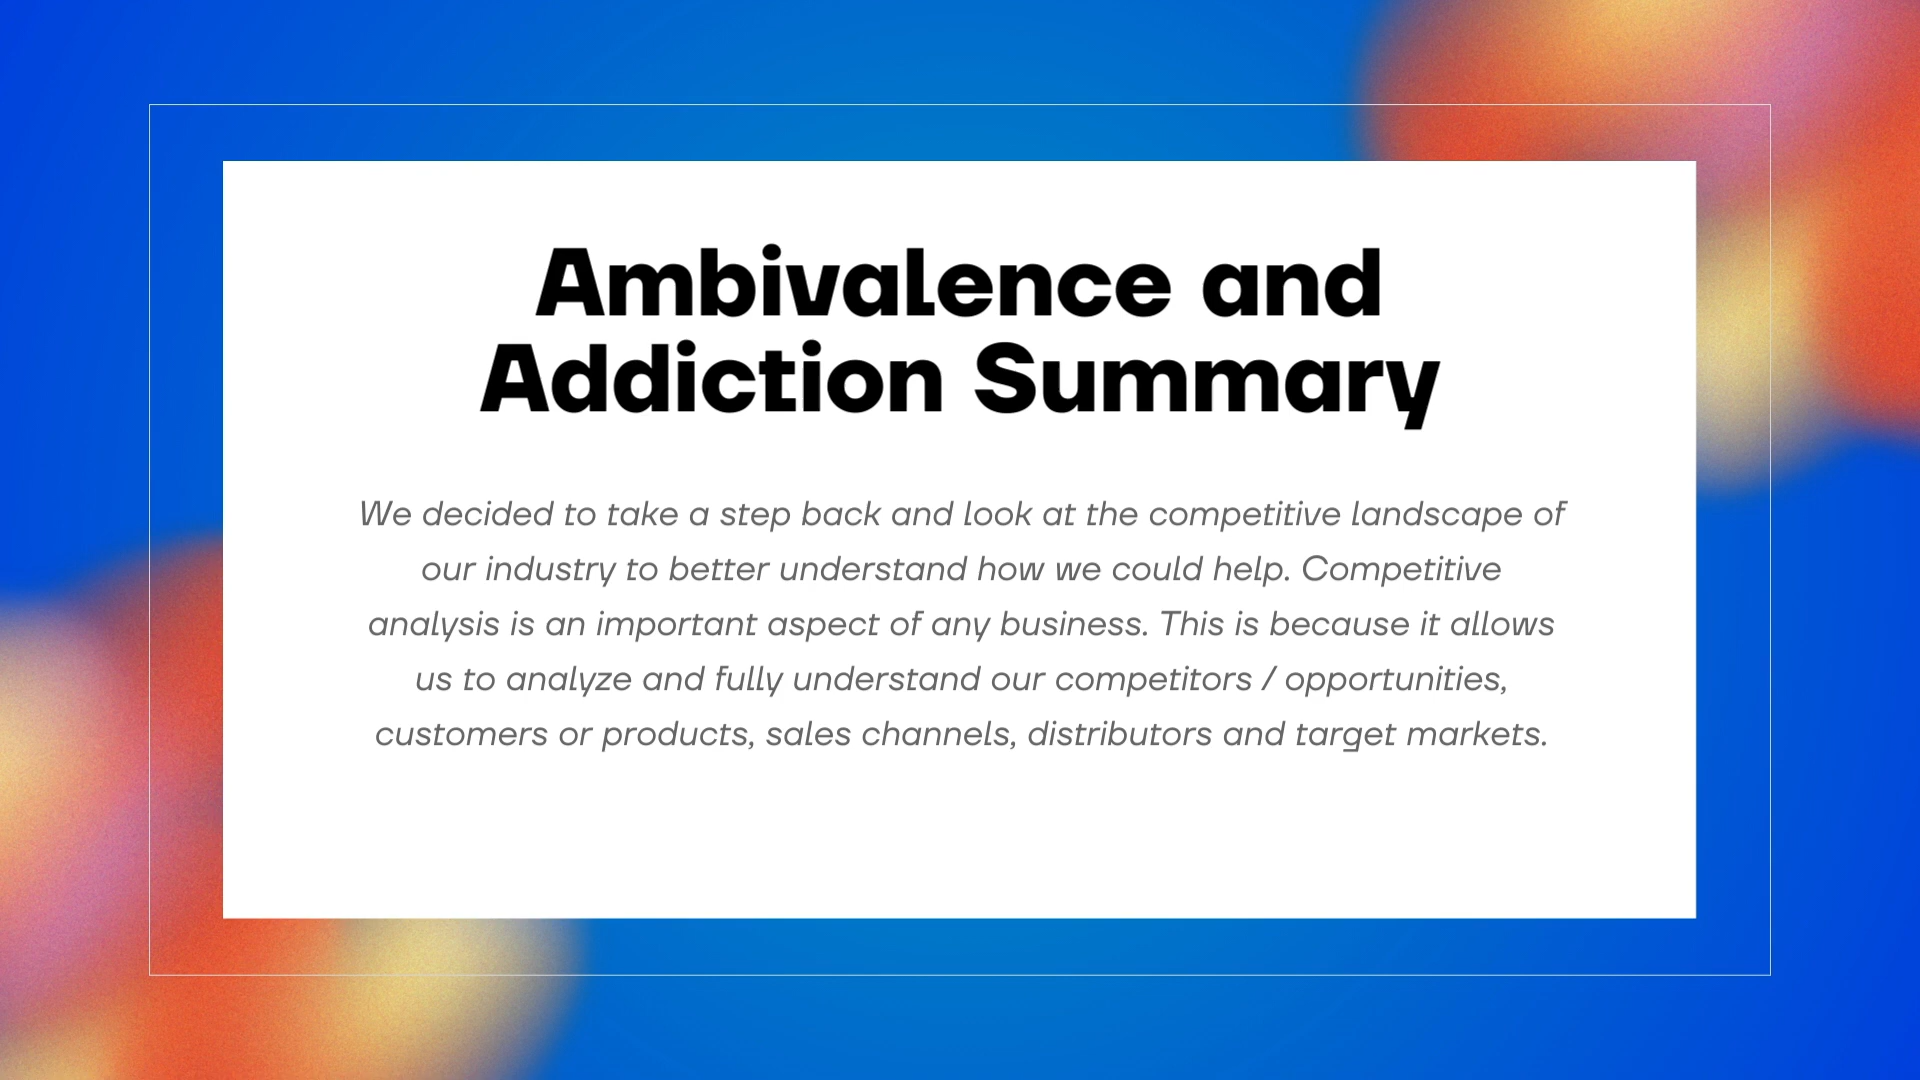 Ambivalence and
Addiction Summary
We decided to take a step back and look at the competitive landscape of
our industry to better understand how we could help. Competitive
analysis is an important aspect of any business. This is because it allows
us to analyze and fully understand our competitors / opportunities,
customers or products, sales channels, distributors and target markets.